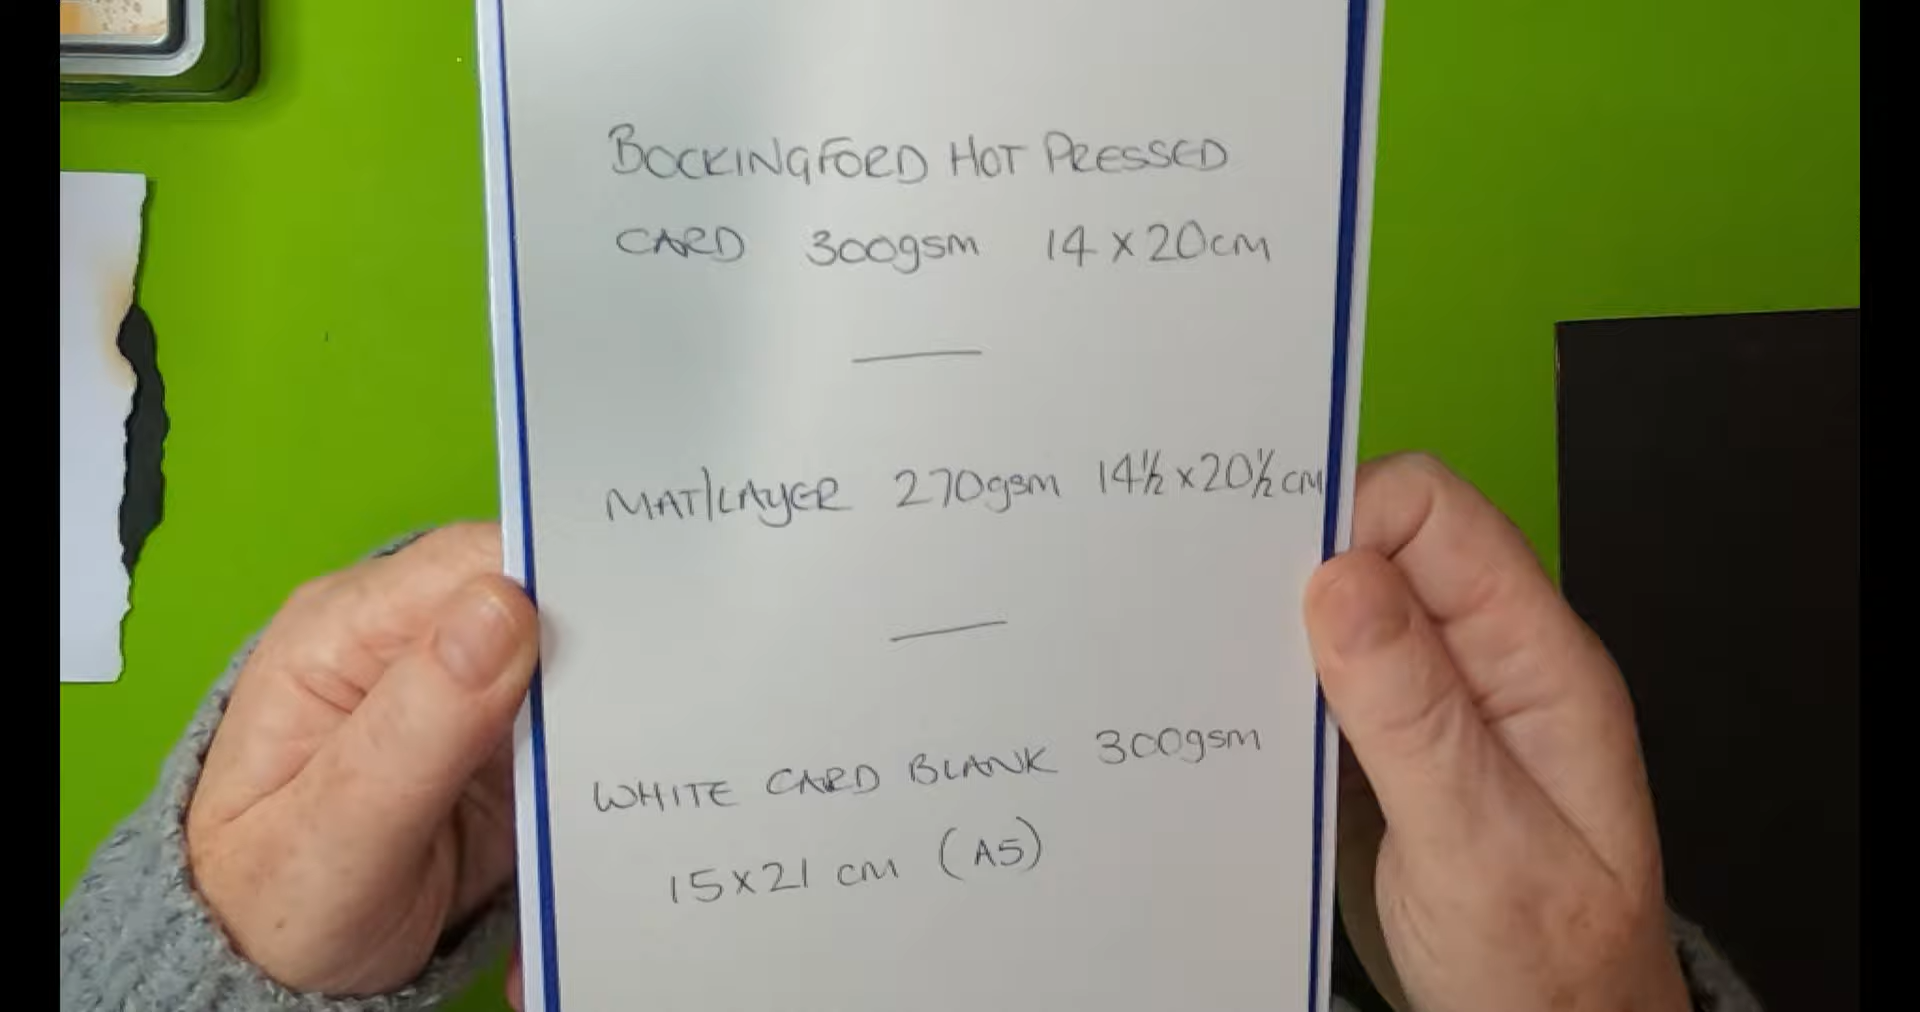 BOCKINGFORD HOT PRESSED
CARD 300gsm 14 x 20cm
MAT/LAYER 270gsm 14½ x 20½ cm
WHITE CARD BLANK 300gsm
15x21 cm (A5)